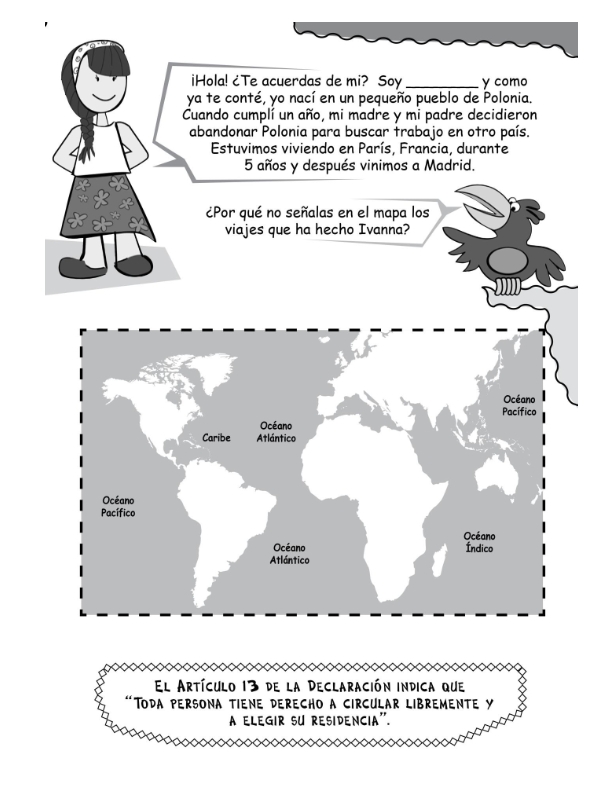 ¡Hola! ¿Te acuerdas de mi? Soy _________ y como
ya te conté, yo nací en un pequeño pueblo de Polonia.
Cuando cumplí un año, mi madre y mi padre decidieron
abandonar Polonia para buscar trabajo en otro país.
Estuvimos viviendo en París, Francia, durante
5 años y después vinimos a Madrid.
¿Por qué no señalas en el mapa los
viajes que ha hecho Ivanna?
Océano
Pacífico
Caribe
Océano
Atlántico
Océano
Pacífico
Océano
Atlántico
Océano
Índico
El Artículo 13 de la Declaración indica que
“Toda persona tiene derecho a circular libremente y
a elegir su residencia”.